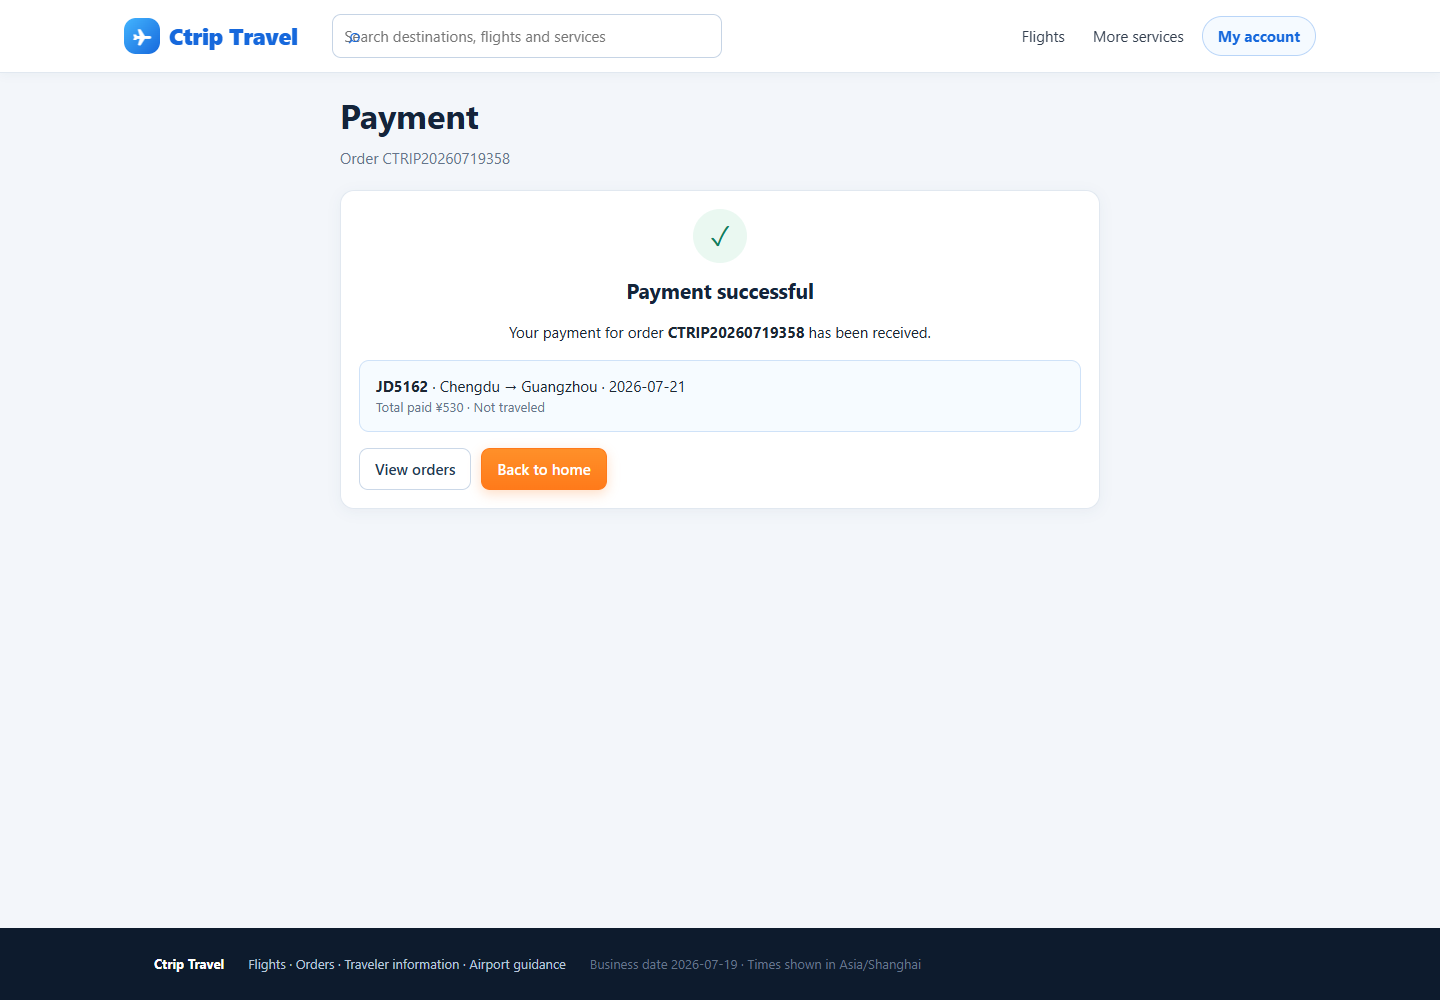 Ctrip Travel
Search destinations, flights and services
Flights
More services
My account
Payment
Order CTRIP20260719358
✓
Payment successful
Your payment for order CTRIP20260719358 has been received.
JD5162 · Chengdu → Guangzhou · 2026-07-21
Total paid ¥530 · Not traveled
View orders
Back to home
Ctrip Travel
Flights · Orders · Traveler information · Airport guidance
Business date 2026-07-19 · Times shown in Asia/Shanghai